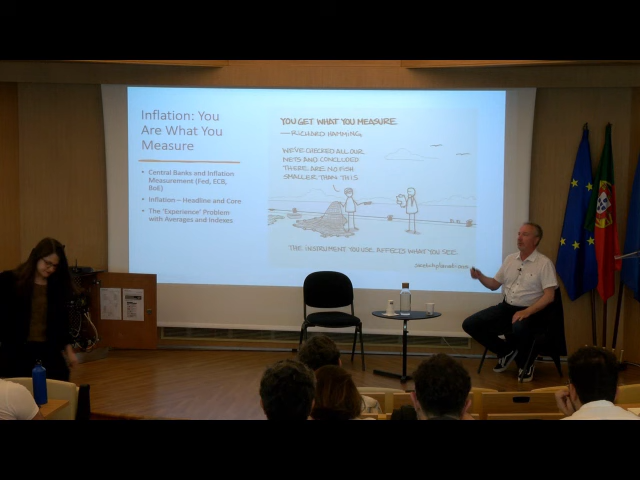 Inflation: You
Are What You
Measure
• Central Banks and Inflation
Measurement (Fed, ECB,
BoE)
• Inflation – Headline and Core
• The 'Experience' Problem
with Averages and Indexes
YOU GET WHAT YOU MEASURE.
— RICHARD HAMMING
WE'VE CHECKED ALL OUR
NETS AND CONCLUDED
THERE ARE NO FISH
SMALLER THAN THIS.
THE INSTRUMENT YOU USE AFFECTS WHAT YOU SEE.